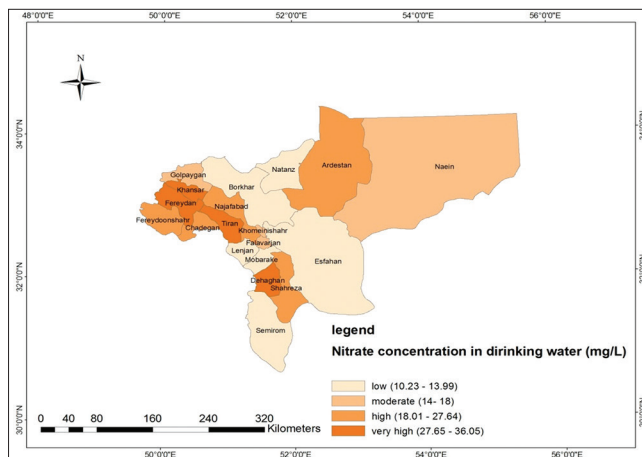 48°0'0"E 50°0'0"E 52°0'0"E 54°0'0"E 56°0'0"E
N
34°0'0"N
Ardestan
Natanz
Naein
Golpaygan
Borkhar
Khansar
Fereydan
Najafabad
Fereydoonshahr
Tiran
Chadegan
Khomeinishahr
Falavarjan
Lenjan
Mobarake
Esfahan
32°0'0"N
Dehaghan
Shahreza
Semirom
legend
Nitrate concentration in dirinking water (mg/L)
low (10.23 - 13.99)
moderate (14- 18)
high (18.01 - 27.64)
very high (27.65 - 36.05)
30°0'0"N
0 40 80 160 240 320
Kilometers
50°0'0"E 52°0'0"E 54°0'0"E 56°0'0"E